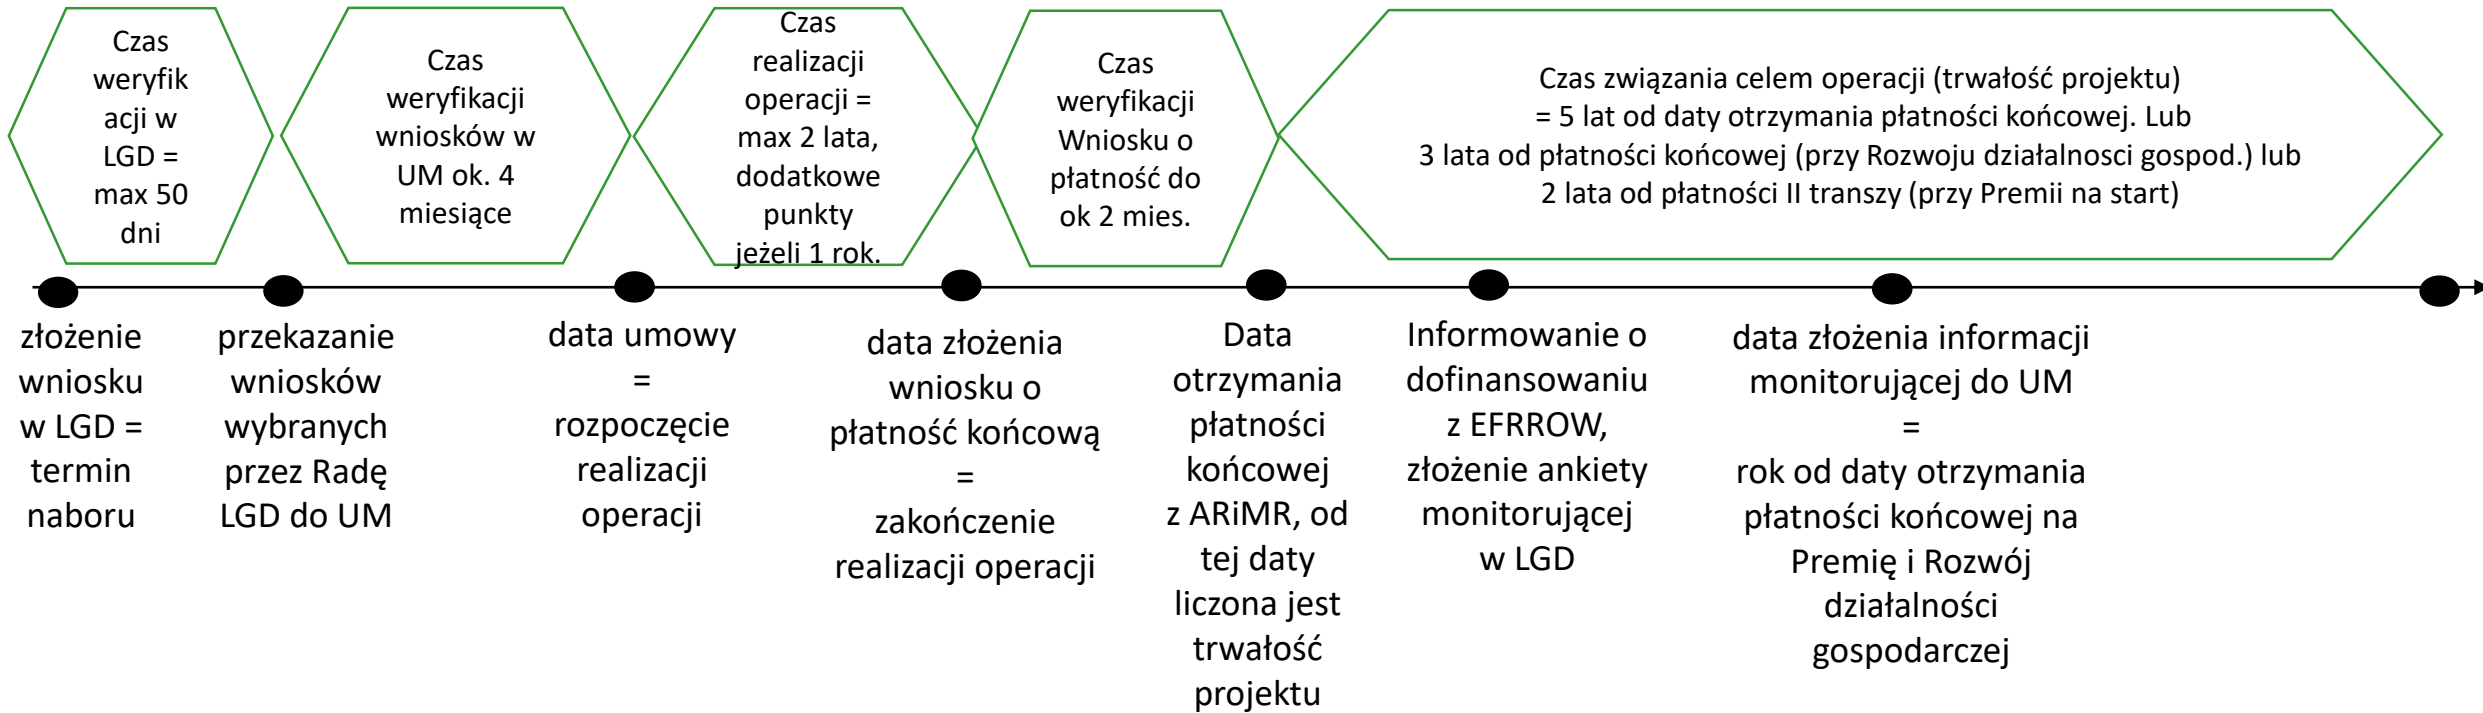 Czas
weryfik
acji w
LGD =
max 50
dni
Czas
weryfikacji
wniosków w
UM ok. 4
miesiące
Czas
realizacji
operacji =
max 2 lata,
dodatkowe
punkty
jeżeli 1 rok.
Czas
weryfikacji
Wniosku o
płatność do
ok 2 mies.
Czas związania celem operacji (trwałość projektu)
= 5 lat od daty otrzymania płatności końcowej. Lub
3 lata od płatności końcowej (przy Rozwoju działalnosci gospod.) lub
2 lata od płatności II transzy (przy Premii na start)
złożenie
wniosku
w LGD =
termin
naboru
przekazanie
wniosków
wybranych
przez Radę
LGD do UM
data umowy
=
rozpoczęcie
realizacji
operacji
data złożenia
wniosku o
płatność końcową
=
zakończenie
realizacji operacji
Data
otrzymania
płatności
końcowej
z ARiMR, od
tej daty
liczona jest
trwałość
projektu
Informowanie o
dofinansowaniu
z EFRROW,
złożenie ankiety
monitorującej
w LGD
data złożenia informacji
monitorującej do UM
=
rok od daty otrzymania
płatności końcowej na
Premię i Rozwój
działalności
gospodarczej